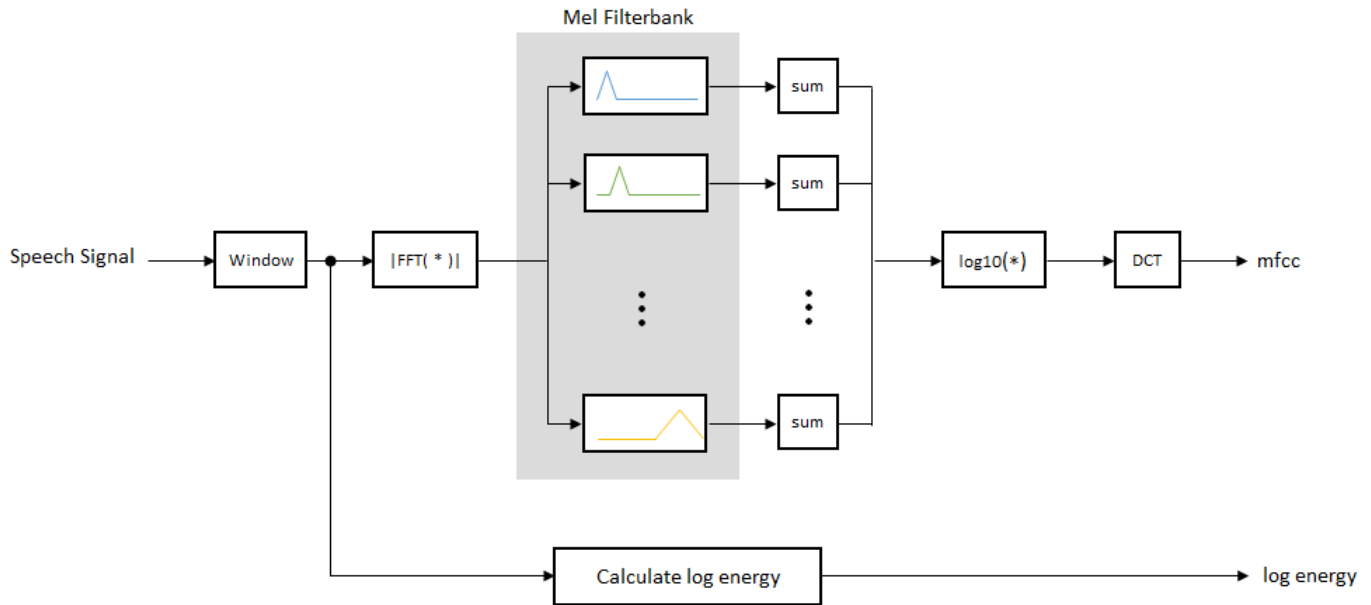 Mel Filterbank
sum
sum
Speech Signal
Window
|FFT( * )|
log10(*)
DCT
mfcc
sum
Calculate log energy
log energy